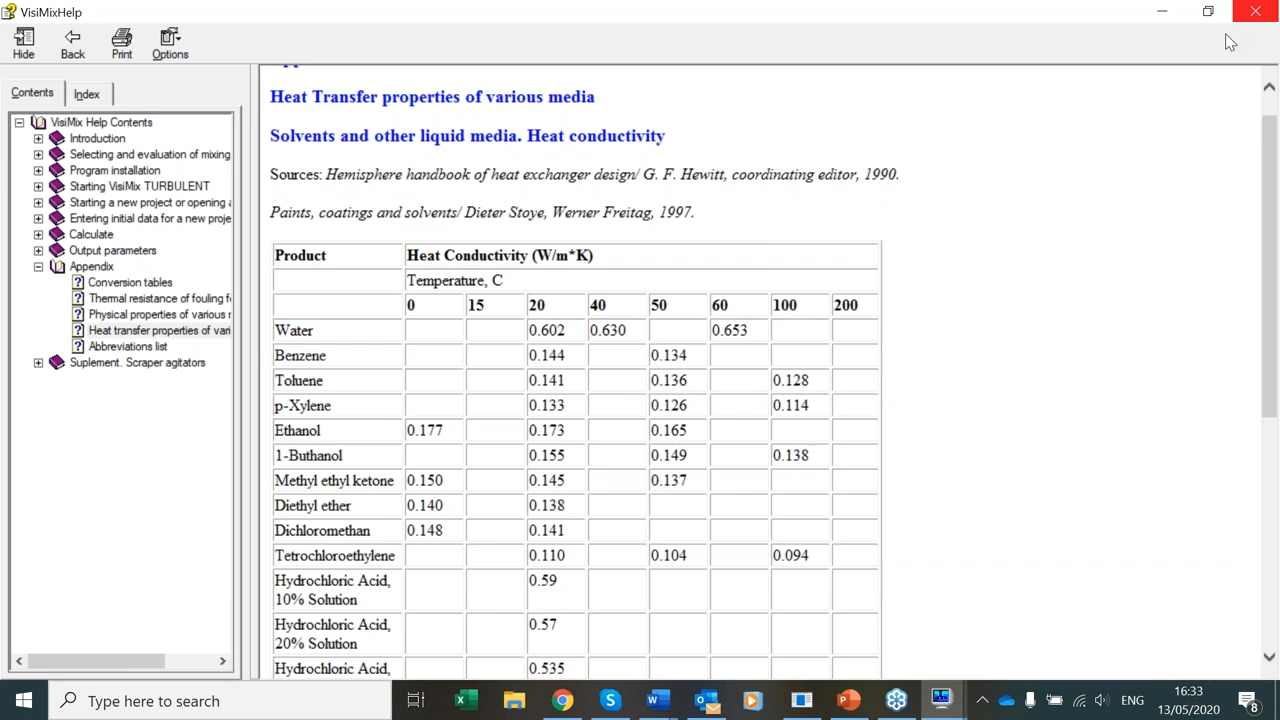 VisiMixHelp
Hide Back Print Options
Contents Index
VisiMix Help Contents
Introduction
Selecting and evaluation of mixing
Program installation
Starting VisiMix TURBULENT
Starting a new project or opening
Entering initial data for a new proje
Calculate
Output parameters
Appendix
Conversion tables
Thermal resistance of fouling f
Physical properties of various
Heat transfer properties of vari
Abbreviations list
Suplement. Scraper agitators
Heat Transfer properties of various media
Solvents and other liquid media. Heat conductivity
Sources: Hemisphere handbook of heat exchanger design/ G. F. Hewitt, coordinating editor, 1990.
Paints, coatings and solvents/ Dieter Stoye, Werner Freitag, 1997.
Product Heat Conductivity (W/m*K)
Temperature, C
0 15 20 40 50 60 100 200
Water 0.602 0.630 0.653
Benzene 0.144 0.134
Toluene 0.141 0.136 0.128
p-Xylene 0.133 0.126 0.114
Ethanol 0.177 0.173 0.165
1-Buthanol 0.155 0.149 0.138
Methyl ethyl ketone 0.150 0.145 0.137
Diethyl ether 0.140 0.138
Dichloromethan 0.148 0.141
Tetrochloroethylene 0.110 0.104 0.094
Hydrochloric Acid, 0.59
10% Solution
Hydrochloric Acid, 0.57
20% Solution
Hydrochloric Acid, 0.535
Type here to search
ENG
16:33
13/05/2020
8